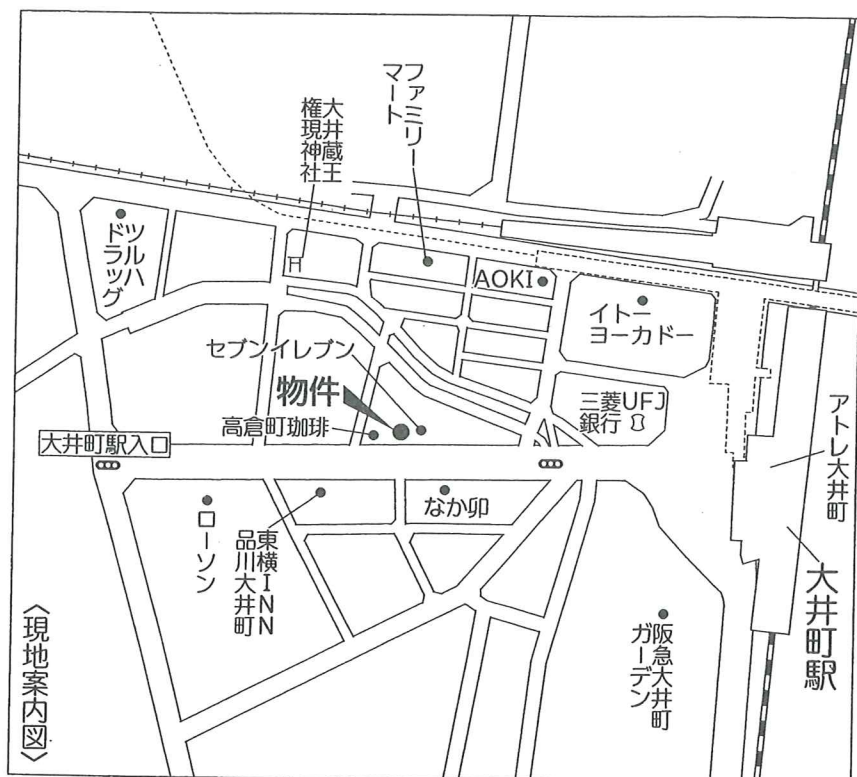 ファミリー
マート
大井蔵王
権現神社
ツルハ
ドラッグ
AOKI
イトー
ヨーカドー
セブンイレブン
物件
高倉町珈琲
三菱UFJ
銀行
大井町駅入口
アトレ大井町
なか卯
ローソン
東横INN
品川大井町
大井町駅
阪急大井町
ガーデン
〈現地案内図〉